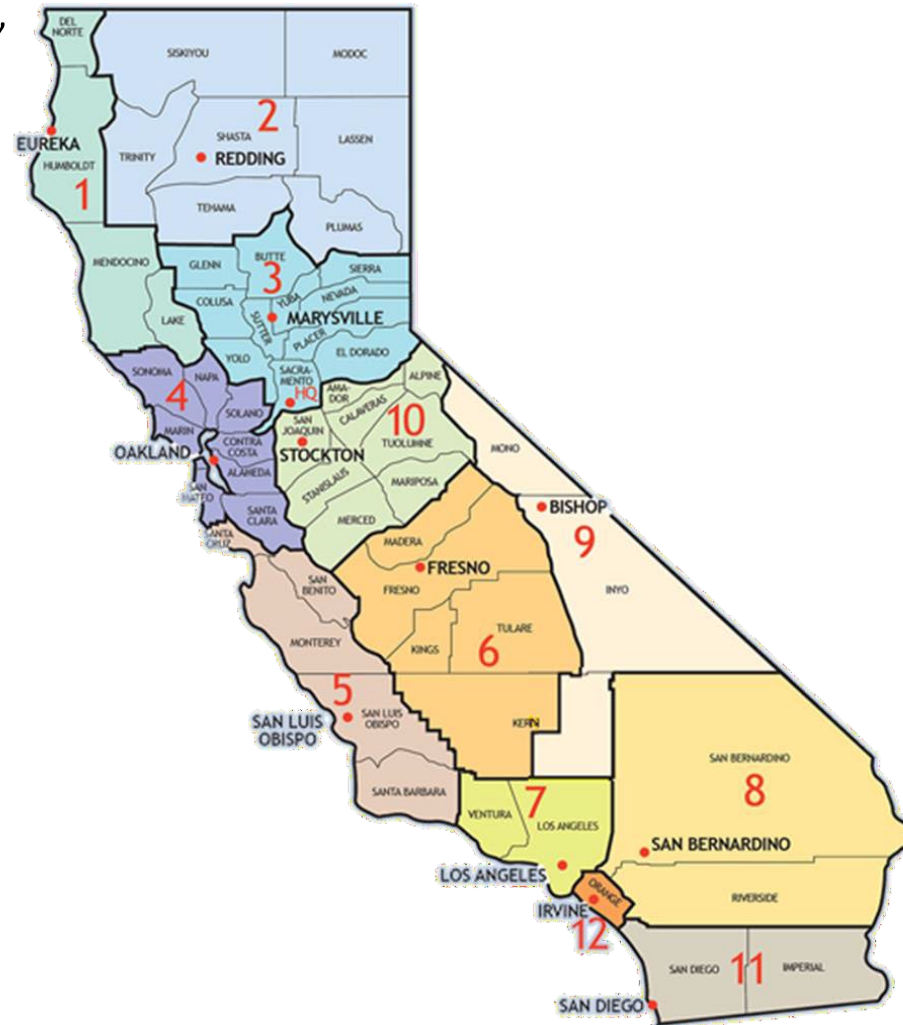 ,
DEL
NORTE
SISKIYOU
MODOC
2
SHASTA
LASSEN
EUREKA
TRINITY
REDDING
HUMBOLDT
1
TEHAMA
PLUMAS
MENDOCINO
GLENN
BUTTE
3
SIERRA
COLUSA
YUBA
NEVADA
LAKE
SUTTER
MARYSVILLE
PLACER
YOLO
EL DORADO
SONOMA
NAPA
4
SACRA-
MENTO
HQ
AMA-
DOR
ALPINE
SOLANO
CALAVERAS
10
MARIN
SAN
JOAQUIN
TUOLUMNE
CONTRA
COSTA
OAKLAND
STOCKTON
MONO
ALAMEDA
SAN
MATEO
STANISLAUS
MARIPOSA
SANTA
CLARA
MERCED
BISHOP
9
SANTA
CRUZ
MADERA
FRESNO
SAN
BENITO
FRESNO
INYO
MONTEREY
TULARE
KINGS
6
5
SAN LUIS
OBISPO
SAN LUIS
OBISPO
KERN
SAN BERNARDINO
SANTA BARBARA
7
8
VENTURA
LOS ANGELES
SAN BERNARDINO
LOS ANGELES
ORANGE
RIVERSIDE
IRVINE
12
SAN DIEGO
11
IMPERIAL
SAN DIEGO